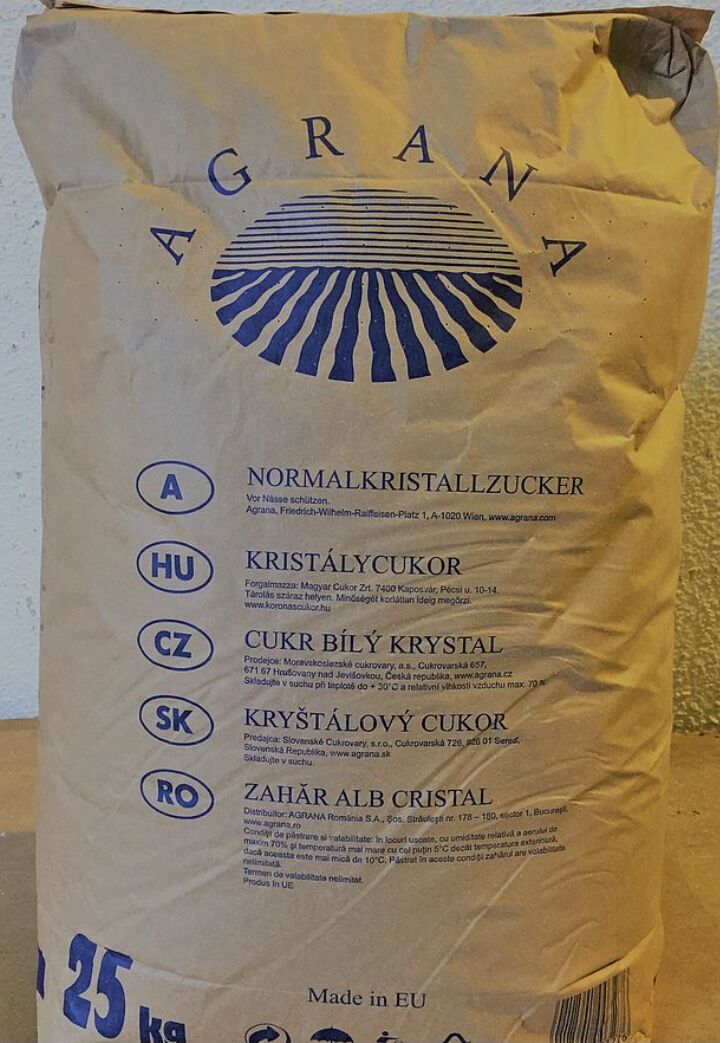 AGRANA
A
NORMALKRISTALLZUCKER
Vor Nässe schützen.
Agrana, Friedrich-Wilhelm-Raiffeisen-Platz 1, A-1020 Wien, www.agrana.com
HU
KRISTÁLYCUKOR
Forgalmazza: Magyar Cukor Zrt. 7400 Kaposvár, Pécsi u. 10-14.
Tárolás száraz helyen. Minőségét korlátlan ideig megőrzi.
www.koronascukor.hu
CZ
CUKR BÍLÝ KRYSTAL
Prodejce: Moravskoslezské cukrovary, a.s., Cukrovarská 657,
671 67 Hrušovany nad Jevišovkou, Česká republika, www.agrana.cz
Skladujte v suchu při teplotě do + 30°C a relativní vlhkosti vzduchu max. 70 %
SK
KRYŠTÁLOVÝ CUKOR
Predajca: Slovenské Cukrovary, s.r.o., Cukrovarská 726, 926 01 Sereď,
Slovenská Republika, www.agrana.sk
Skladujte v suchu.
RO
ZAHĂR ALB CRISTAL
Distribuitor: AGRANA România S.A., Șos. Străulești nr. 178 – 180, sector 1, București,
www.agrana.ro
Condiții de păstrare si valabilitate: în locuri uscate, cu umiditate relativă a aerului de
maxim 70% și temperatură mai mare cu cel puțin 5°C decât temperatura exterioară,
dacă aceasta este mai mică de 10°C. Păstrat în aceste condiții zahărul are valabilitate
nelimitată.
Termen de valabilitate nelimitat.
Produs în UE
25 kg
Made in EU